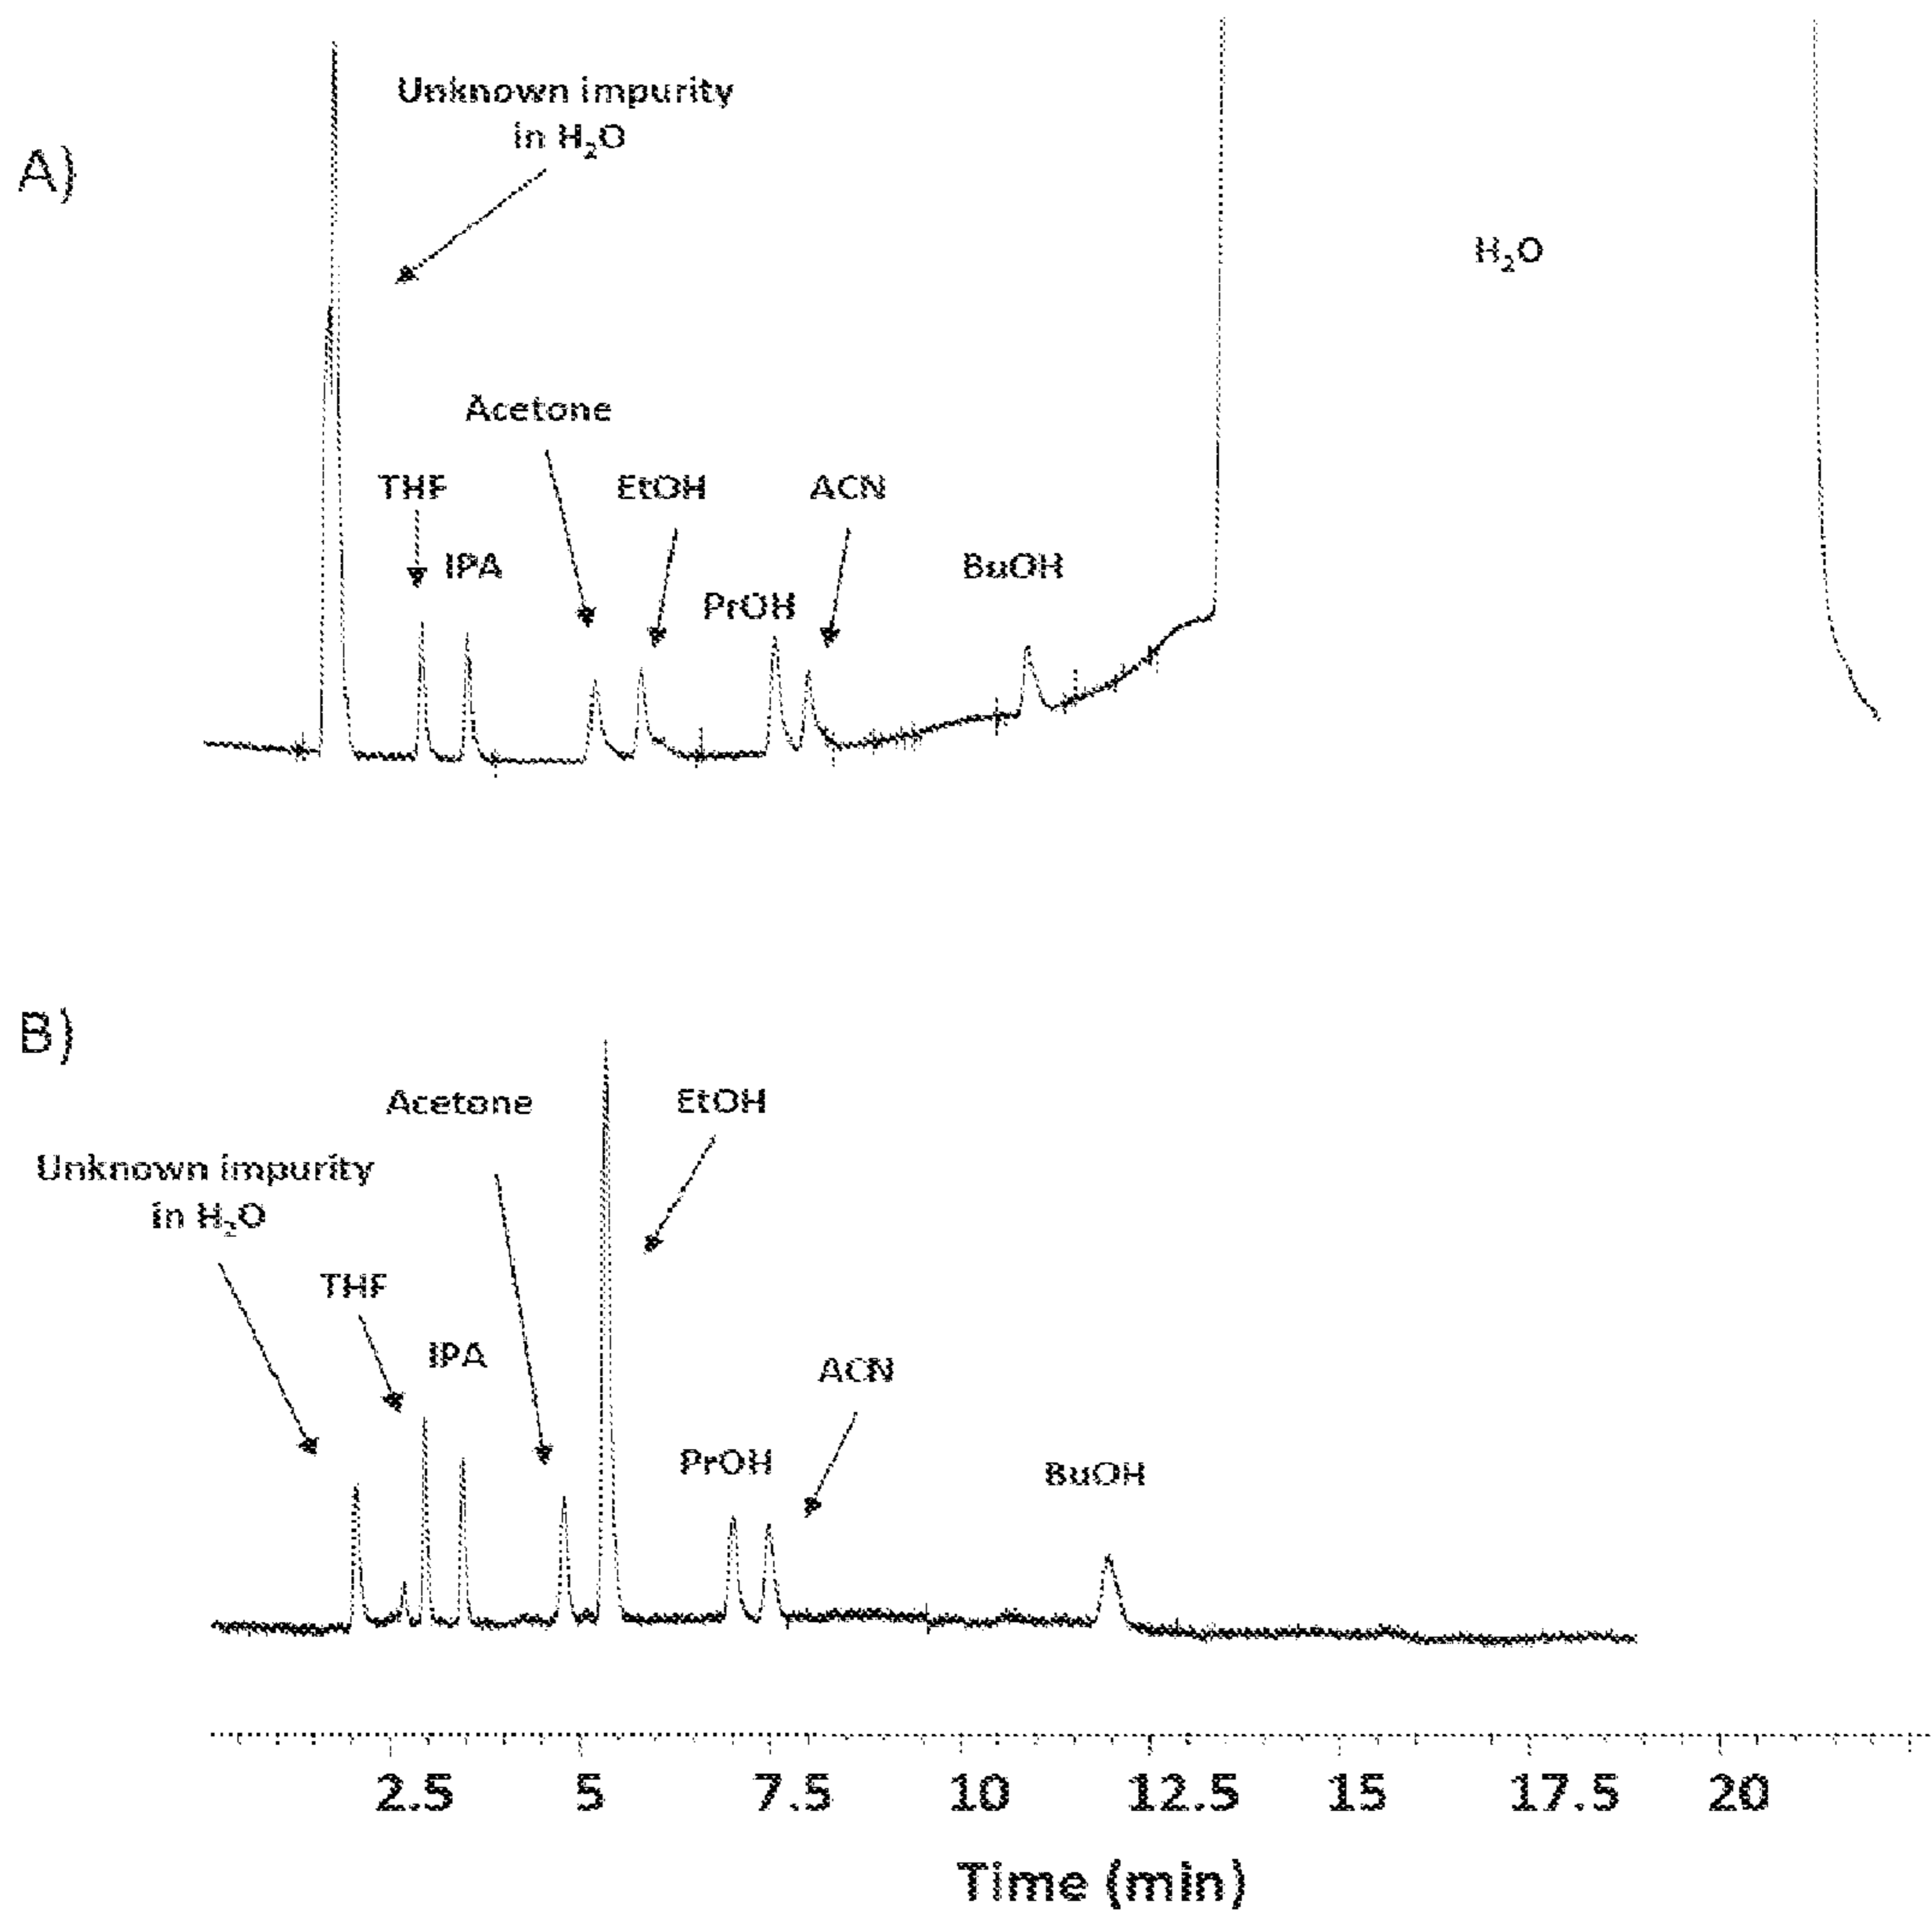 A)
Unknown impurity
in H₂O
H₂O
Acetone
THF
EtOH
ACN
IPA
PrOH
BuOH
B)
Acetone
EtOH
Unknown impurity
in H₂O
THF
IPA
ACN
PrOH
BuOH
2.5 5 7.5 10 12.5 15 17.5 20
Time (min)